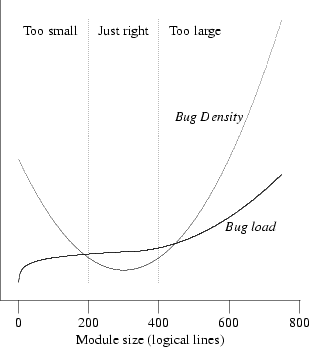 Too small Just right Too large
Bug Density
Bug load
0 200 400 600 800
Module size (logical lines)